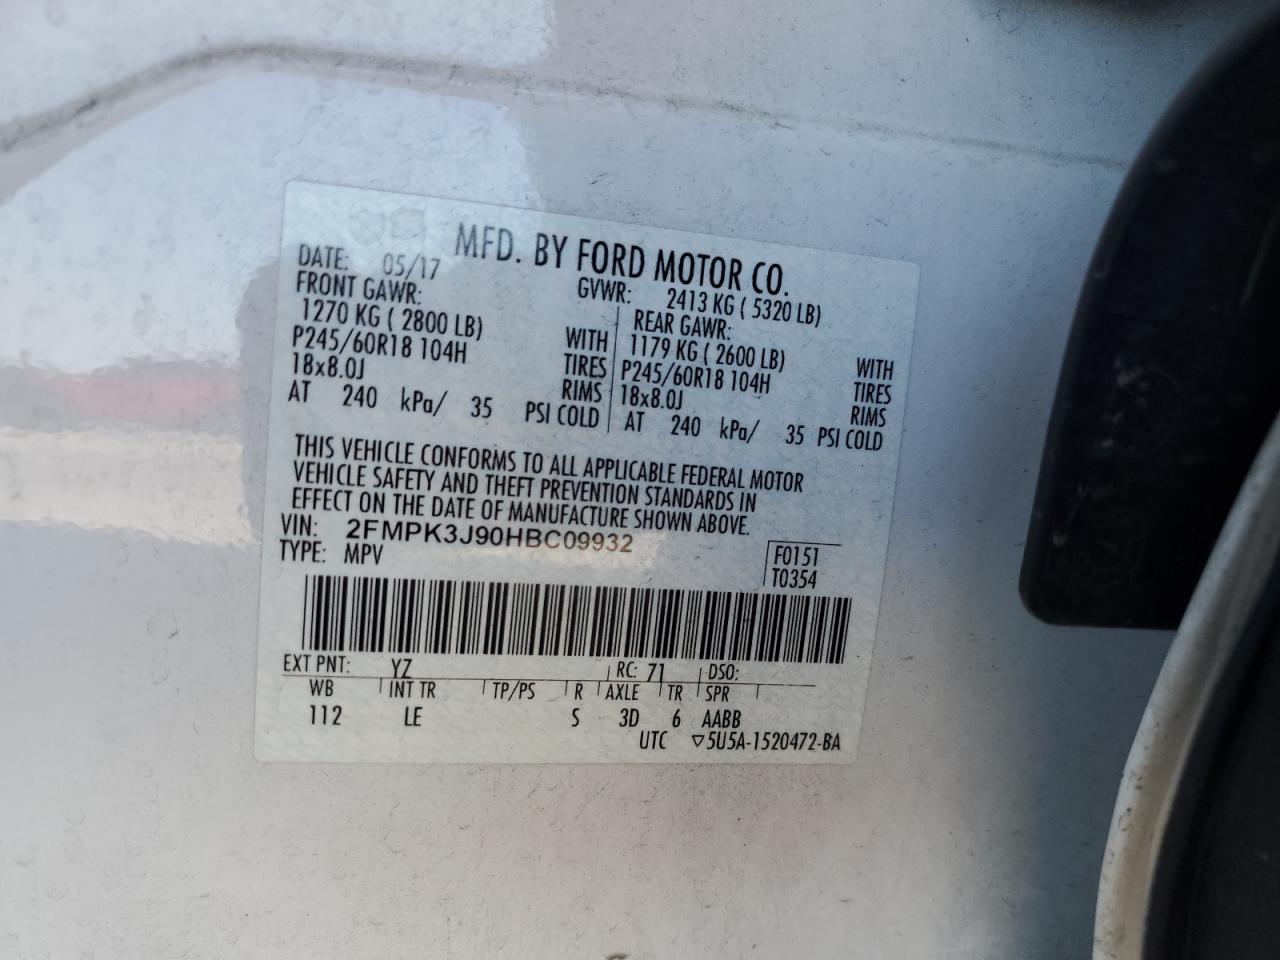 MFD. BY FORD MOTOR CO.
DATE: 05/17 GVWR: 2413 KG ( 5320 LB)
FRONT GAWR: REAR GAWR:
1270 KG ( 2800 LB) WITH 1179 KG ( 2600 LB) WITH
P245/60R18 104H TIRES P245/60R18 104H TIRES
18x8.0J RIMS 18x8.0J RIMS
AT 240 kPa/ 35 PSI COLD AT 240 kPa/ 35 PSI COLD
THIS VEHICLE CONFORMS TO ALL APPLICABLE FEDERAL MOTOR
VEHICLE SAFETY AND THEFT PREVENTION STANDARDS IN
EFFECT ON THE DATE OF MANUFACTURE SHOWN ABOVE.
VIN: 2FMPK3J90HBC09932
TYPE: MPV
F0151
T0354
EXT PNT: YZ RC: 71 DSO:
WB INT TR TP/PS R AXLE TR SPR
112 LE S 3D 6 AABB
UTC ▽5U5A-1520472-BA